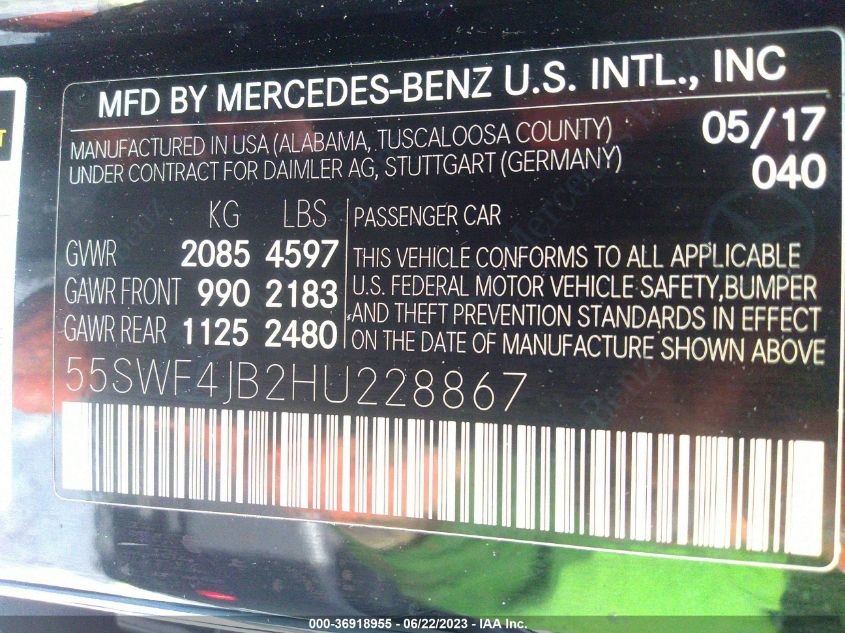 MFD BY MERCEDES-BENZ U.S. INTL., INC
MANUFACTURED IN USA (ALABAMA, TUSCALOOSA COUNTY)
UNDER CONTRACT FOR DAIMLER AG, STUTTGART (GERMANY)
05/17
040
KG LBS
GVWR 2085 4597
GAWR FRONT 990 2183
GAWR REAR 1125 2480
PASSENGER CAR
THIS VEHICLE CONFORMS TO ALL APPLICABLE
U.S. FEDERAL MOTOR VEHICLE SAFETY,BUMPER
,AND THEFT PREVENTION STANDARDS IN EFFECT
ON THE DATE OF MANUFACTURE SHOWN ABOVE
55SWF4JB2HU228867
000-36918955 - 06/22/2023 - IAA Inc.